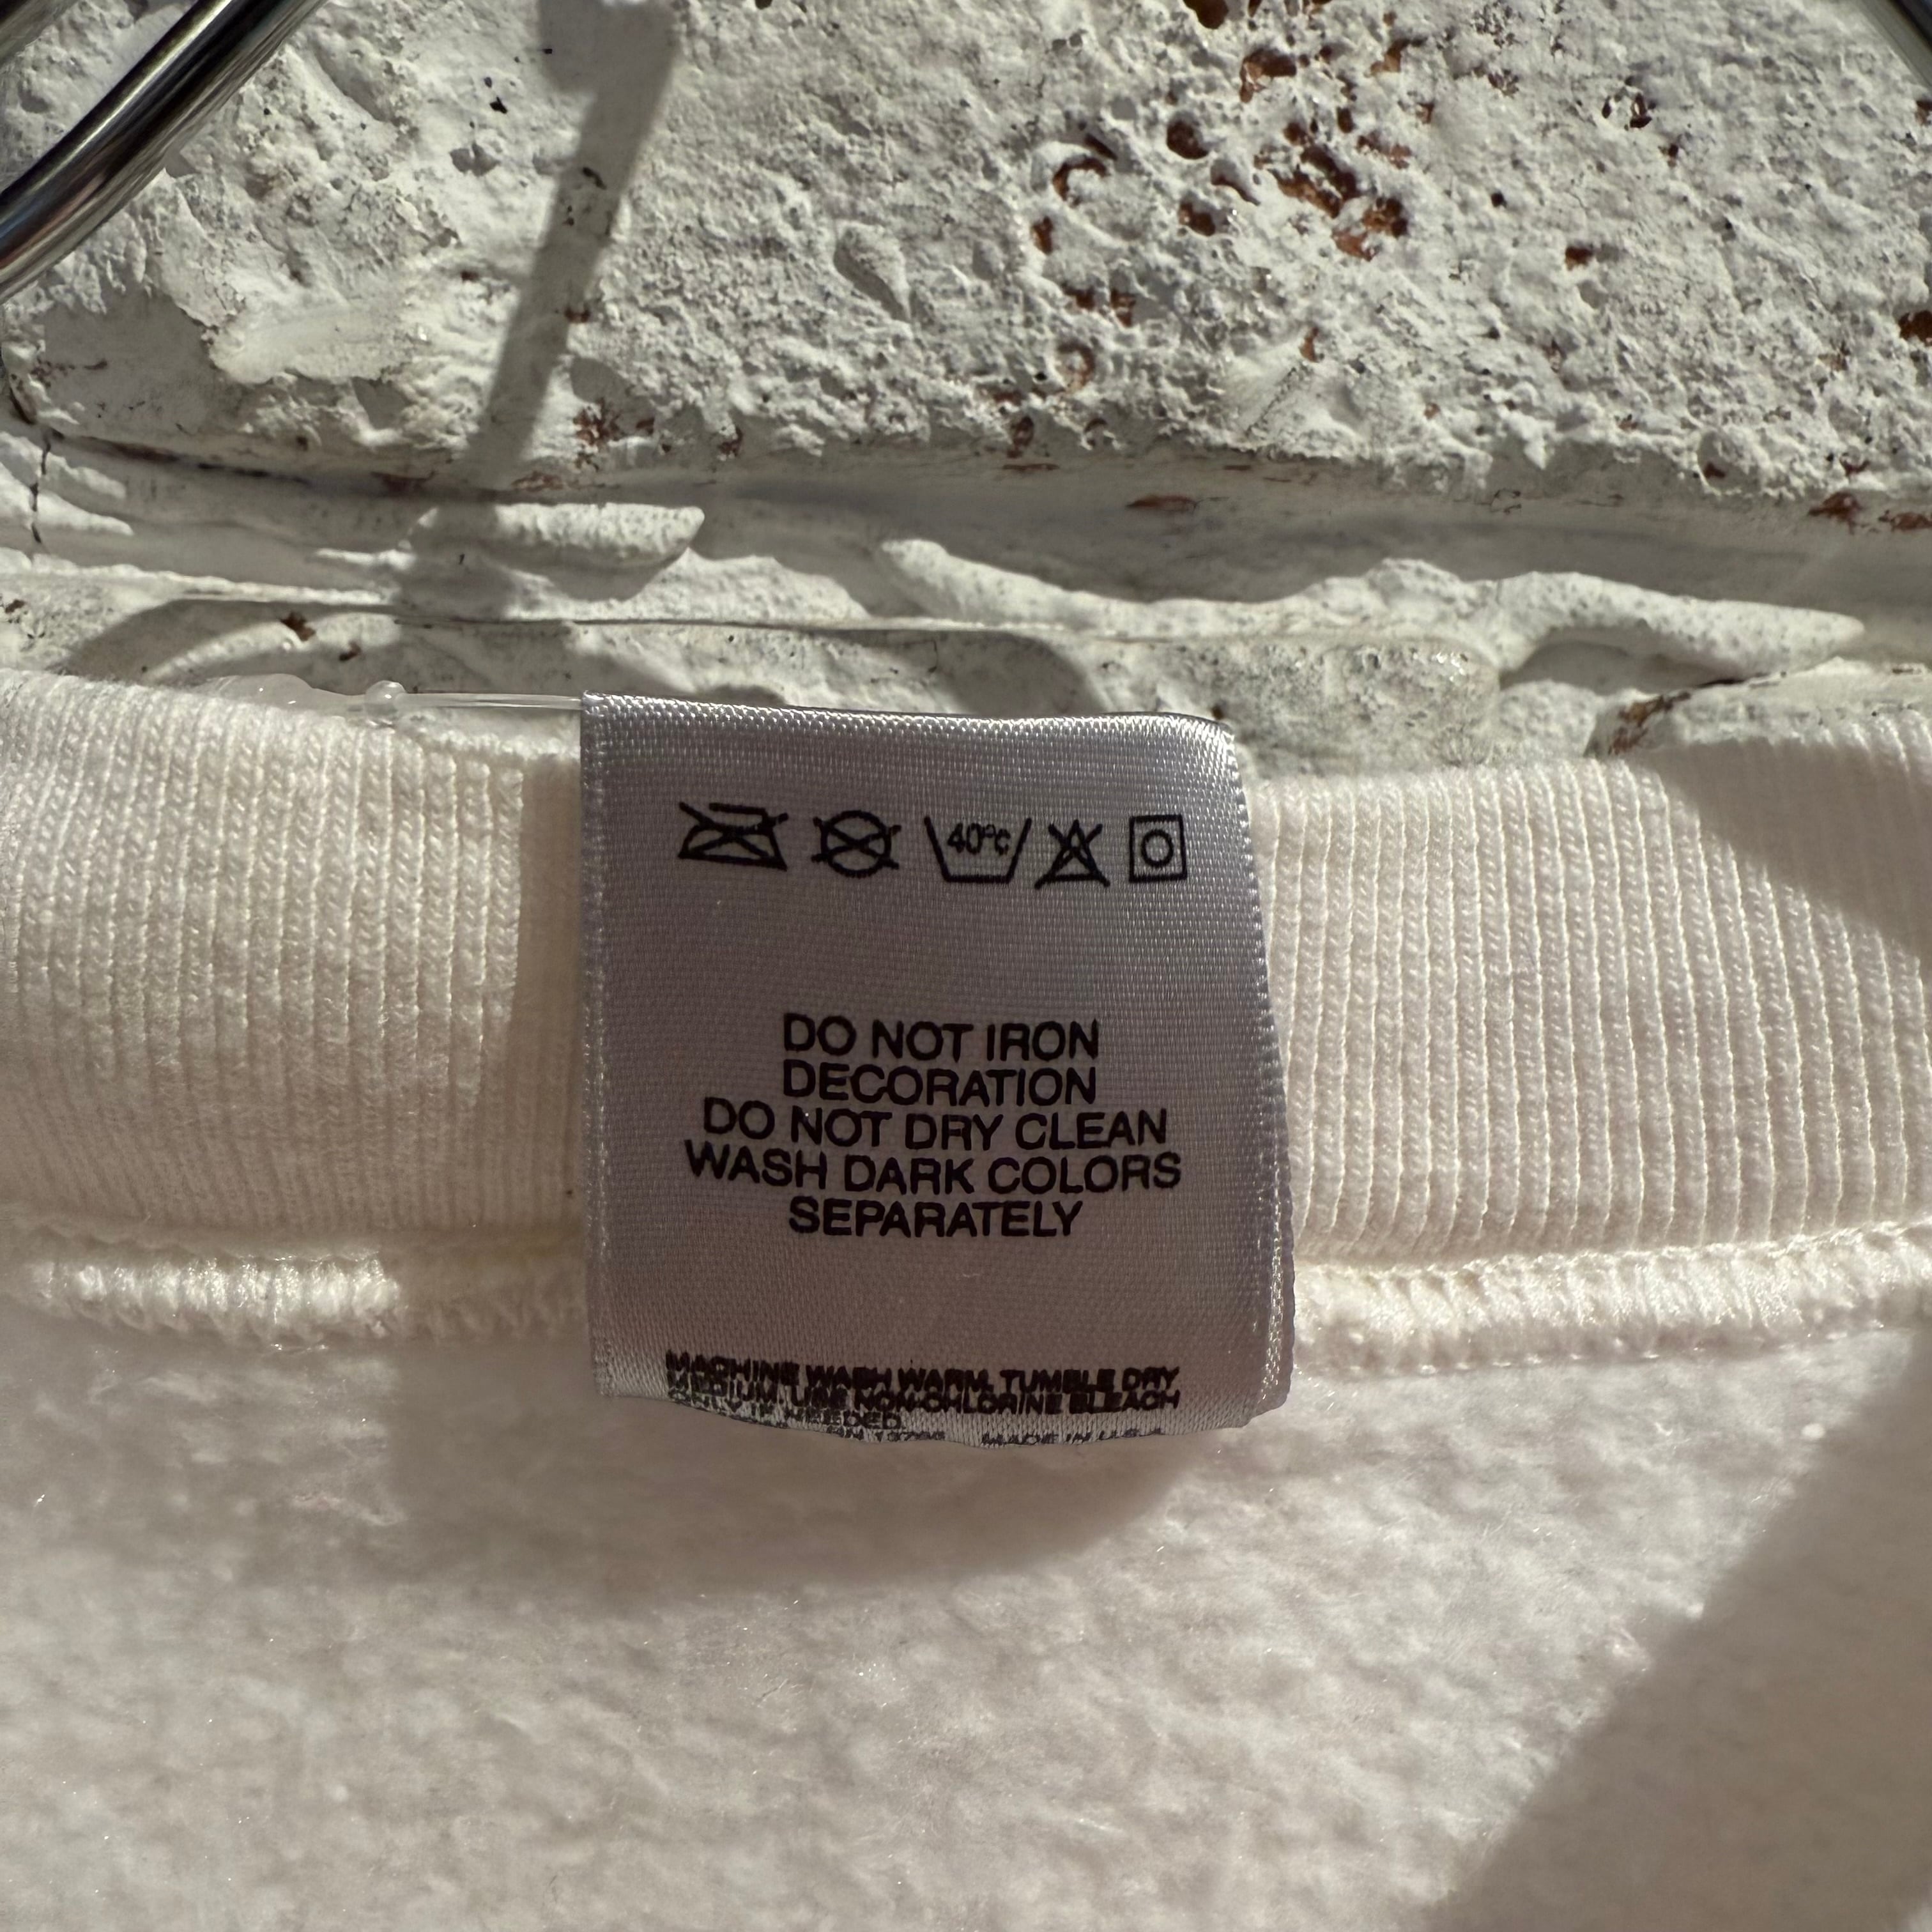 40°C
DO NOT IRON
DECORATION
DO NOT DRY CLEAN
WASH DARK COLORS
SEPARATELY
MACHINE WASH WARM, TUMBLE DRY
MEDIUM. USE NON-CHLORINE BLEACH
ONLY IF NEEDED
MADE IN U.S.A.